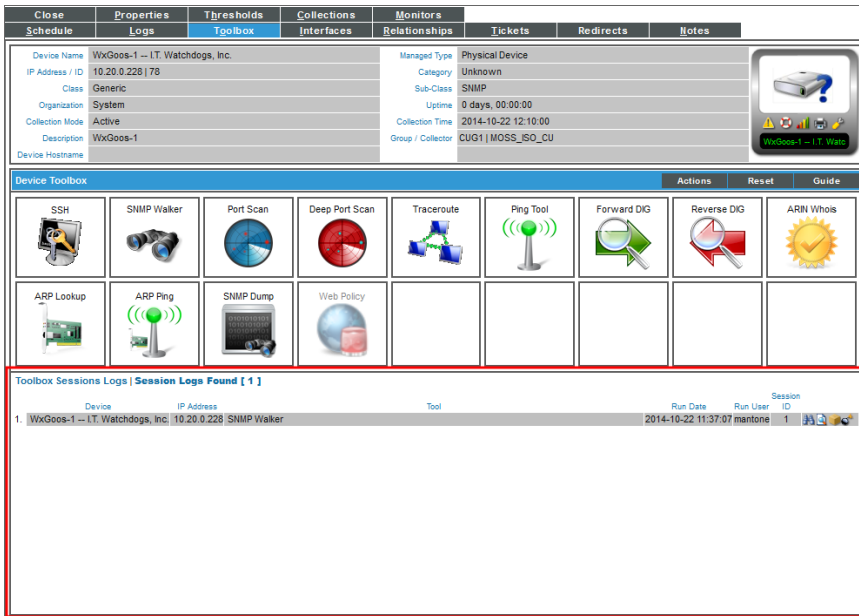 Close Properties Thresholds Collections Monitors
Schedule Logs Toolbox Interfaces Relationships Tickets Redirects Notes
Device Name WxGoos-1 -- I.T. Watchdogs, Inc. Managed Type Physical Device
IP Address / ID 10.20.0.228 | 78 Category Unknown
Class Generic Sub-Class SNMP
Organization System Uptime 0 days, 00:00:00
Collection Mode Active Collection Time 2014-10-22 12:10:00
Description WxGoos-1 Group / Collector CUG1 | MOSS_ISO_CU
Device Hostname
WxGoos-1 -- I.T. Watc
Device Toolbox Actions Reset Guide
SSH SNMP Walker Port Scan Deep Port Scan Traceroute Ping Tool Forward DIG Reverse DIG ARIN Whois
ARP Lookup ARP Ping SNMP Dump Web Policy
Toolbox Sessions Logs | Session Logs Found [ 1 ]
Device IP Address Tool Run Date Run User Session ID
1. WxGoos-1 -- I.T. Watchdogs, Inc. 10.20.0.228 SNMP Walker 2014-10-22 11:37:07 mantone 1